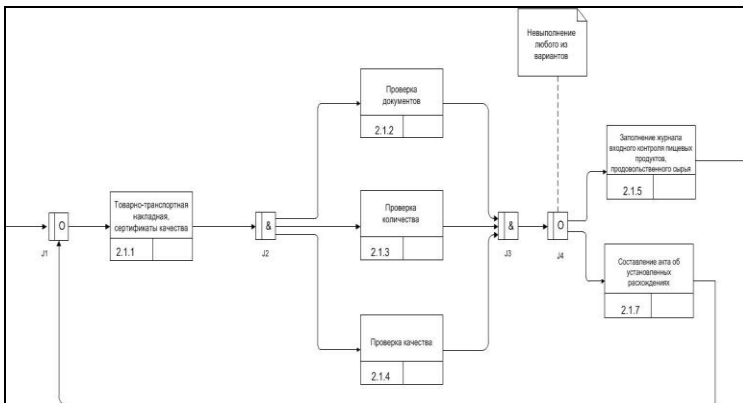 Невыполнение
любого из
вариантов
Проверка
документов
2.1.2
Заполнение журнала
входного контроля пищевых
продуктов,
продовольственного сырья
2.1.5
Товарно-транспортная
накладная,
сертификаты качества
2.1.1
O
J1
&
J2
Проверка
количества
2.1.3
&
J3
O
J4
Составление акта об
установленных
расхождениях
2.1.7
Проверка качества
2.1.4